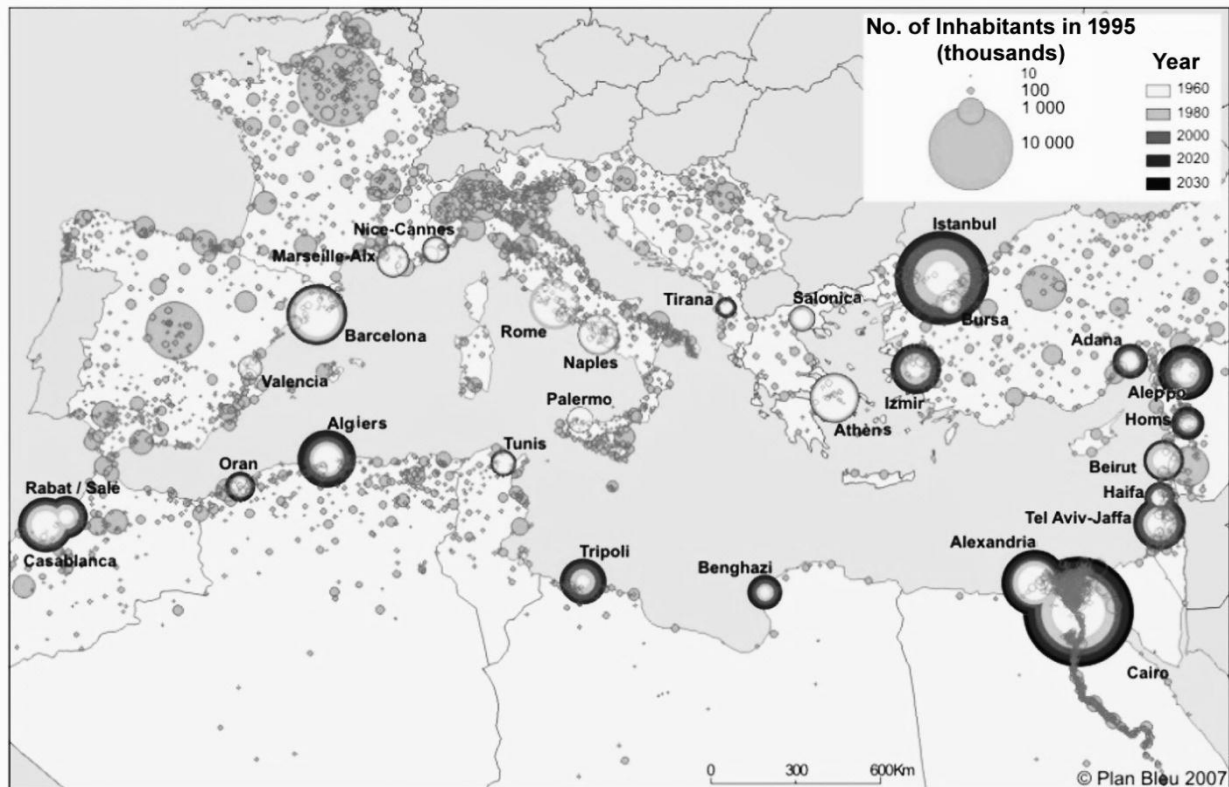 No. of Inhabitants in 1995
(thousands)
10
100
1 000
10 000
Year
1960
1980
2000
2020
2030
Istanbul
Nice-Cannes
Marseille-Aix
Tirana
Salonica
Bursa
Rome
Barcelona
Adana
Naples
Valencia
Izmir
Aleppo
Palermo
Athèns
Homs
Algiers
Tunis
Oran
Beirut
Rabat / Salé
Haifa
Tel Aviv-Jaffa
Casablanca
Tripoli
Benghazi
Alexandria
Cairo
0 300 600Km
© Plan Bleu 2007